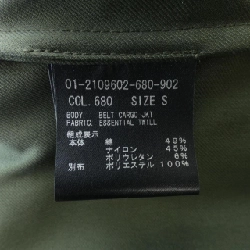 01-2109602-680-902
COL.680 SIZE S
BODY BELT CARGO JKT
FABRIC ESSENTIAL TWILL
組成表示
本体 綿 49%
ナイロン 45%
ポリウレタン 6%
別布 ポリエステル 100%